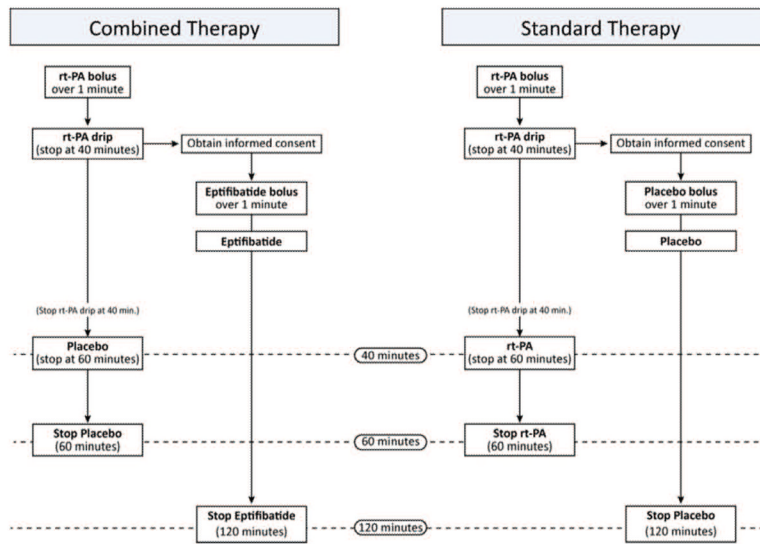 Combined Therapy
rt-PA bolus
over 1 minute
rt-PA drip
(stop at 40 minutes)
Obtain informed consent
Eptifibatide bolus
over 1 minute
Eptifibatide
(Stop rt-PA drip at 40 min.)
Placebo
(stop at 60 minutes)
Stop Placebo
(60 minutes)
Stop Eptifibatide
(120 minutes)
40 minutes
60 minutes
120 minutes
Standard Therapy
rt-PA bolus
over 1 minute
rt-PA drip
(stop at 40 minutes)
Obtain informed consent
Placebo bolus
over 1 minute
Placebo
(Stop rt-PA drip at 40 min.)
rt-PA
(stop at 60 minutes)
Stop rt-PA
(60 minutes)
Stop Placebo
(120 minutes)